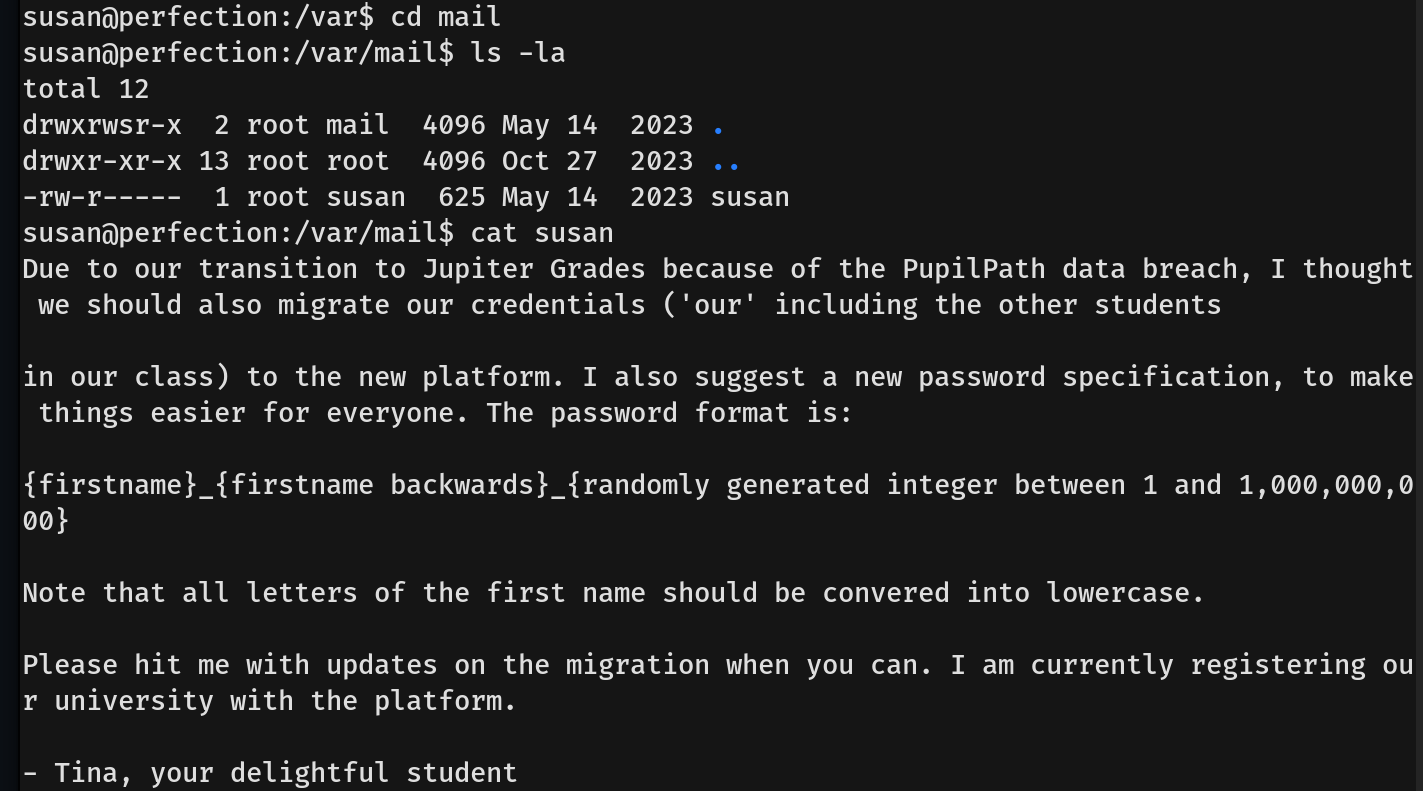 susan@perfection:/var$ cd mail
susan@perfection:/var/mail$ ls -la
total 12
drwxrwsr-x  2 root mail  4096 May 14  2023 .
drwxr-xr-x 13 root root  4096 Oct 27  2023 ..
-rw-r-----  1 root susan  625 May 14  2023 susan
susan@perfection:/var/mail$ cat susan
Due to our transition to Jupiter Grades because of the PupilPath data breach, I thought
 we should also migrate our credentials ('our' including the other students
in our class) to the new platform. I also suggest a new password specification, to make
 things easier for everyone. The password format is:
{firstname}_{firstname backwards}_{randomly generated integer between 1 and 1,000,000,0
00}
Note that all letters of the first name should be convered into lowercase.
Please hit me with updates on the migration when you can. I am currently registering ou
r university with the platform.
- Tina, your delightful student